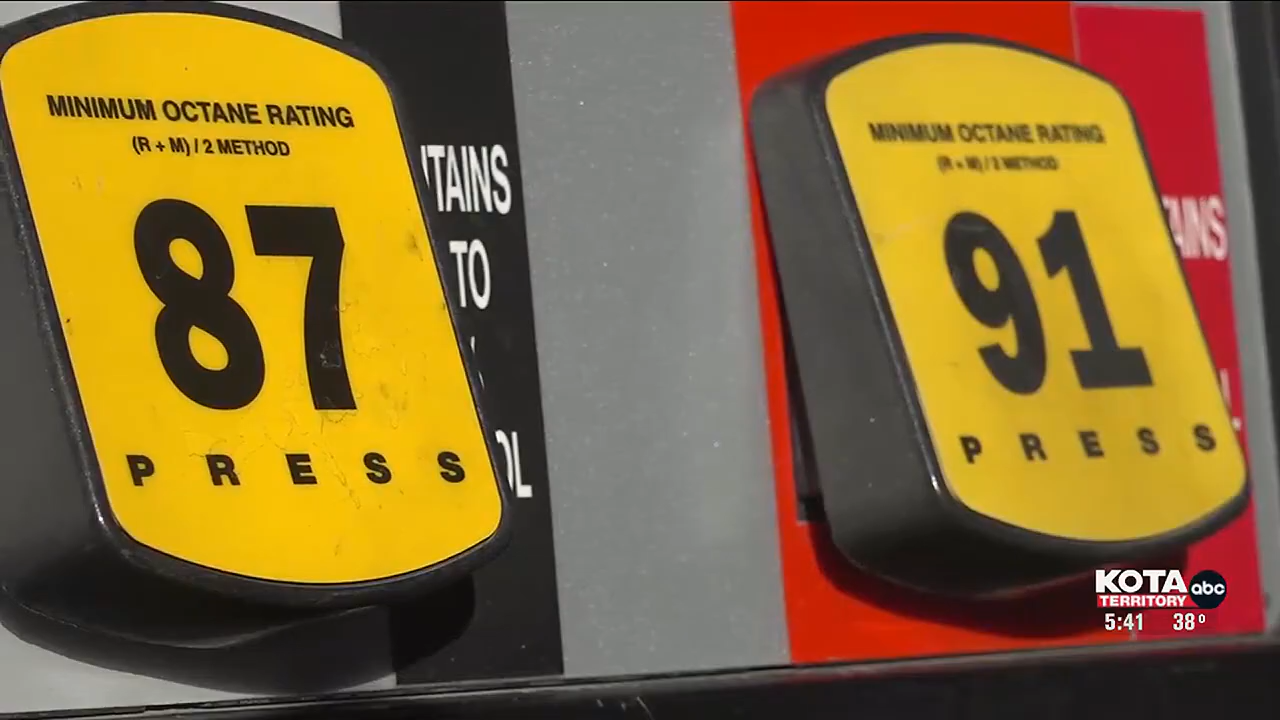 MINIMUM OCTANE RATING
(R + M) / 2 METHOD
87
PRESS
TAINS
TO
OL
MINIMUM OCTANE RATING
(R + M) / 2 METHOD
91
PRESS
AINS
L
KOTA abc
TERRITORY
5:41 38°